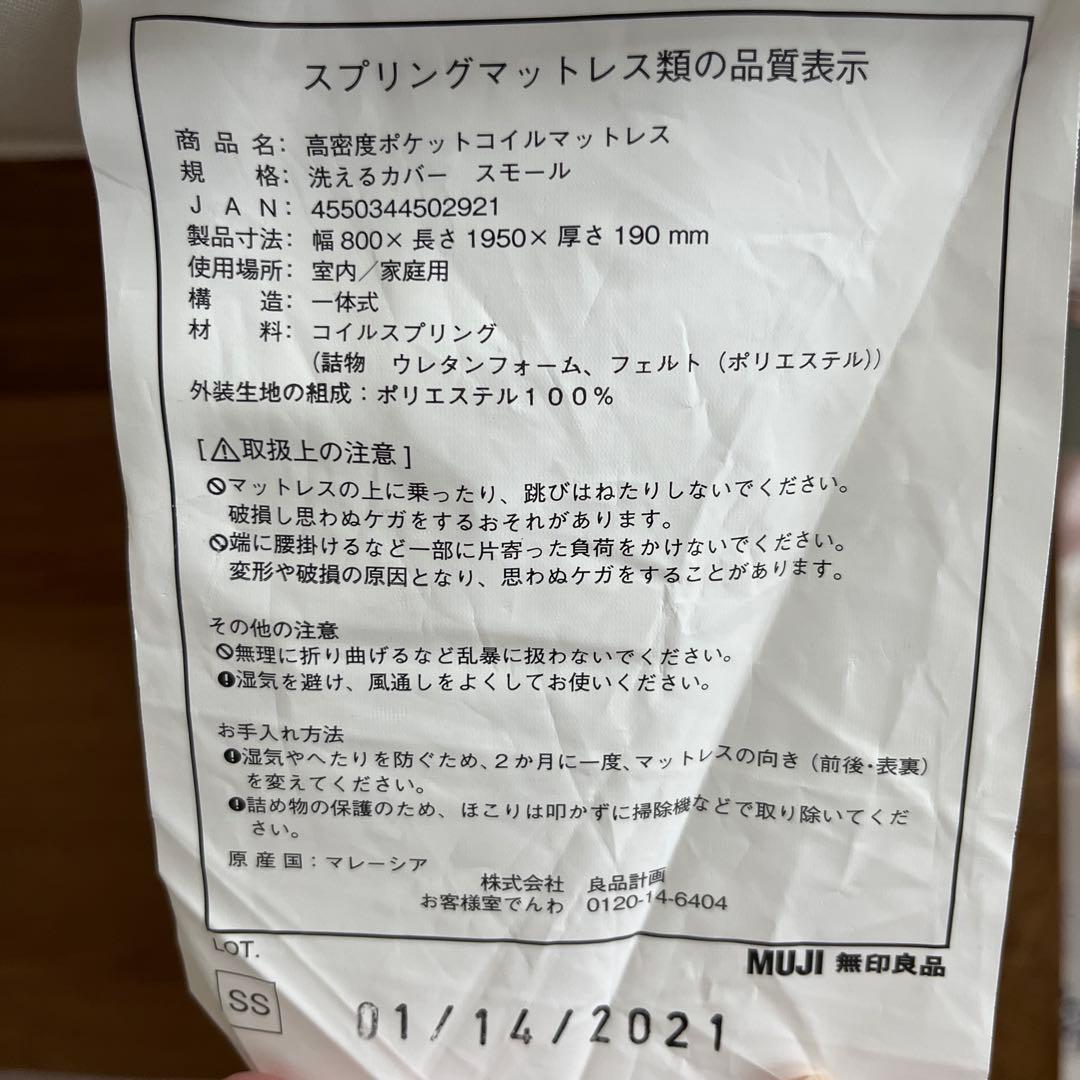 スプリングマットレス類の品質表示
商品名: 高密度ポケットコイルマットレス
規　格: 洗えるカバー　スモール
JAN: 4550344502921
製品寸法: 幅800×長さ1950×厚さ190 mm
使用場所: 室内／家庭用
構　造: 一体式
材　料: コイルスプリング
(詰物　ウレタンフォーム、フェルト（ポリエステル))
外装生地の組成：ポリエステル100%
[⚠取扱上の注意]
🛇マットレスの上に乗ったり、跳びはねたりしないでください。
破損し思わぬケガをするおそれがあります。
🛇端に腰掛けるなど一部に片寄った負荷をかけないでください。
変形や破損の原因となり、思わぬケガをすることがあります。
その他の注意
🛇無理に折り曲げるなど乱暴に扱わないでください。
❗湿気を避け、風通しをよくしてお使いください。
お手入れ方法
❗湿気やへたりを防ぐため、2か月に一度、マットレスの向き（前後・表裏）
を変えてください。
❗詰め物の保護のため、ほこりは叩かずに掃除機などで取り除いてくだ
さい。
原産国：マレーシア
株式会社　良品計画
お客様室でんわ　0120-14-6404
LOT.
MUJI 無印良品
SS
01/14/2021